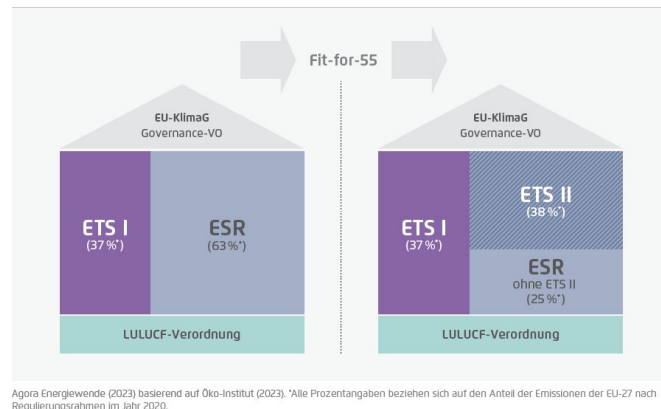 Fit-for-55
EU-KlimaG
Governance-VO
ETS I
(37 %*)
ESR
(63 %*)
LULUCF-Verordnung
EU-KlimaG
Governance-VO
ETS I
(37 %*)
ETS II
(38 %*)
ESR
ohne ETS II
(25 %*)
LULUCF-Verordnung
Agora Energiewende (2023) basierend auf Öko-Institut (2023). *Alle Prozentangaben beziehen sich auf den Anteil der Emissionen der EU-27 nach
Regulierungsrahmen im Jahr 2020.